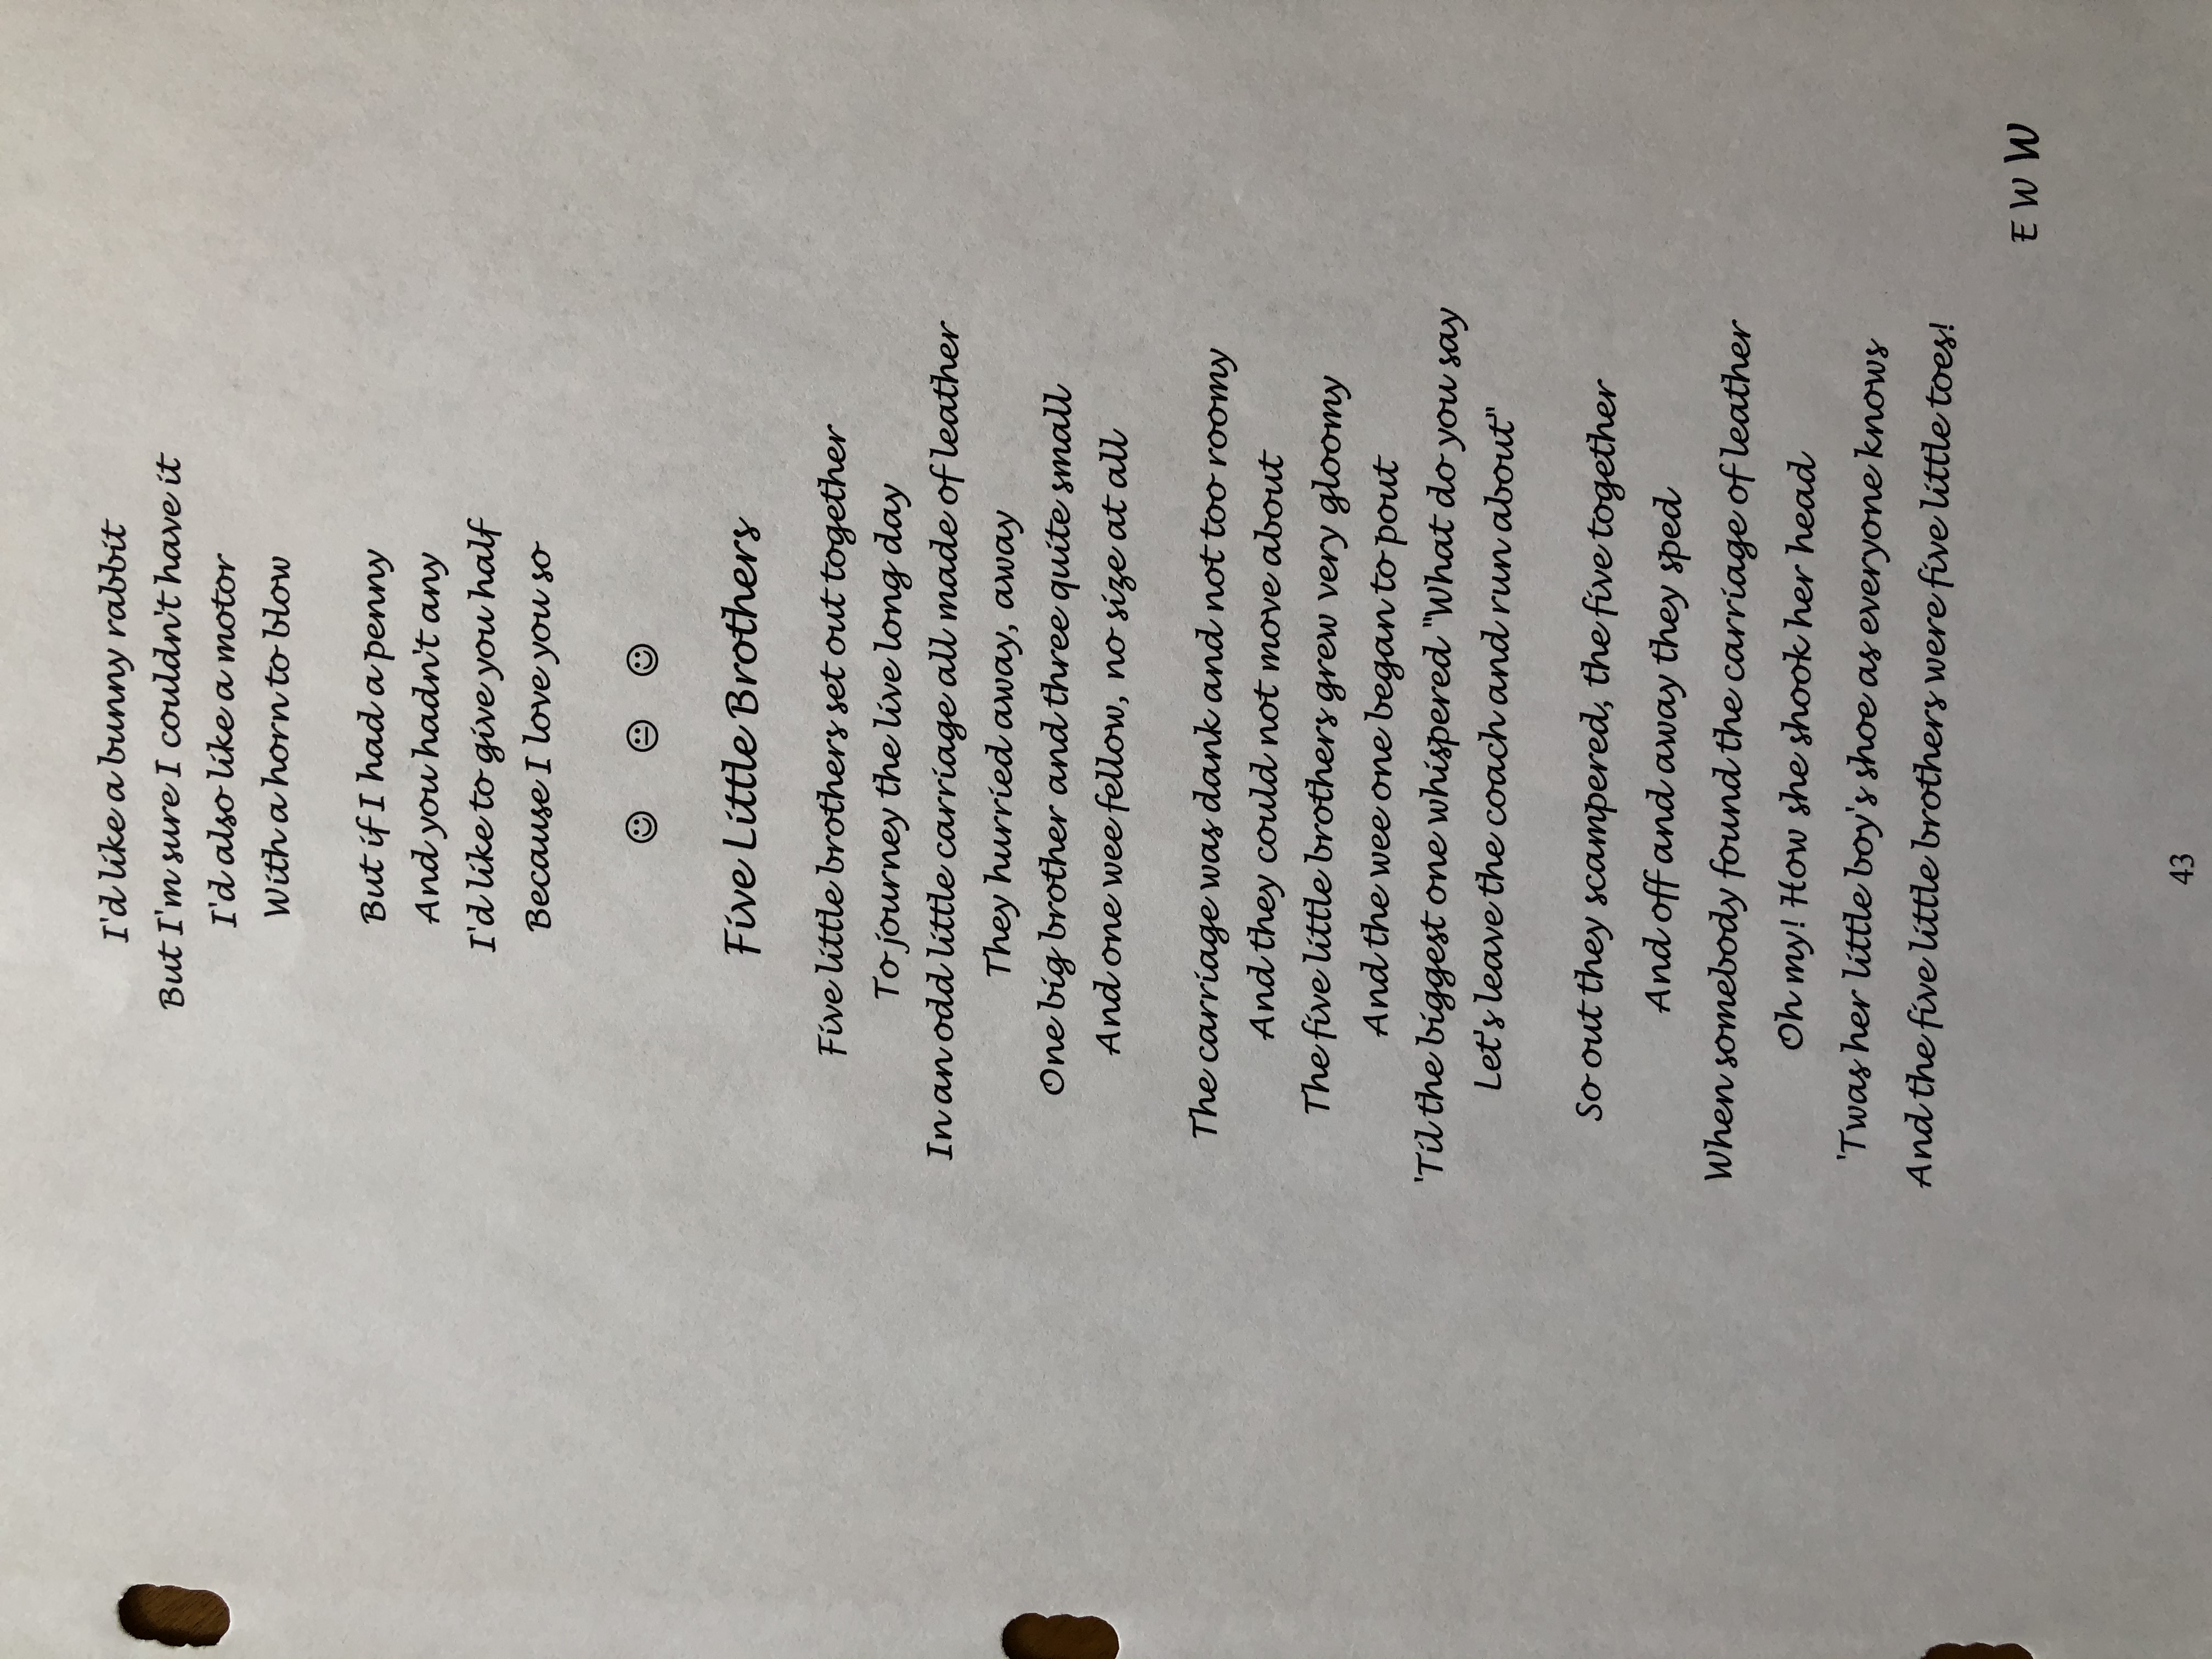 I'd like a bunny rabbit
But I'm sure I couldn't have it
I'd also like a motor
With a horn to blow
But if I had a penny
And you hadn't any
I'd like to give you half
Because I love you so
☺ 😐 ☺
Five Little Brothers
Five little brothers set out together
To journey the live long day
In an odd little carriage all made of leather
They hurried away, away
One big brother and three quite small
And one wee fellow, no size at all
The carriage was dank and not too roomy
And they could not move about
The five little brothers grew very gloomy
And the wee one began to pout
'Til the biggest one whispered "What do you say
Let's leave the coach and run about"
So out they scampered, the five together
And off and away they sped
When somebody found the carriage of leather
Oh my! How she shook her head
'Twas her little boy's shoe as everyone knows
And the five little brothers were five little toes!
E W W
43